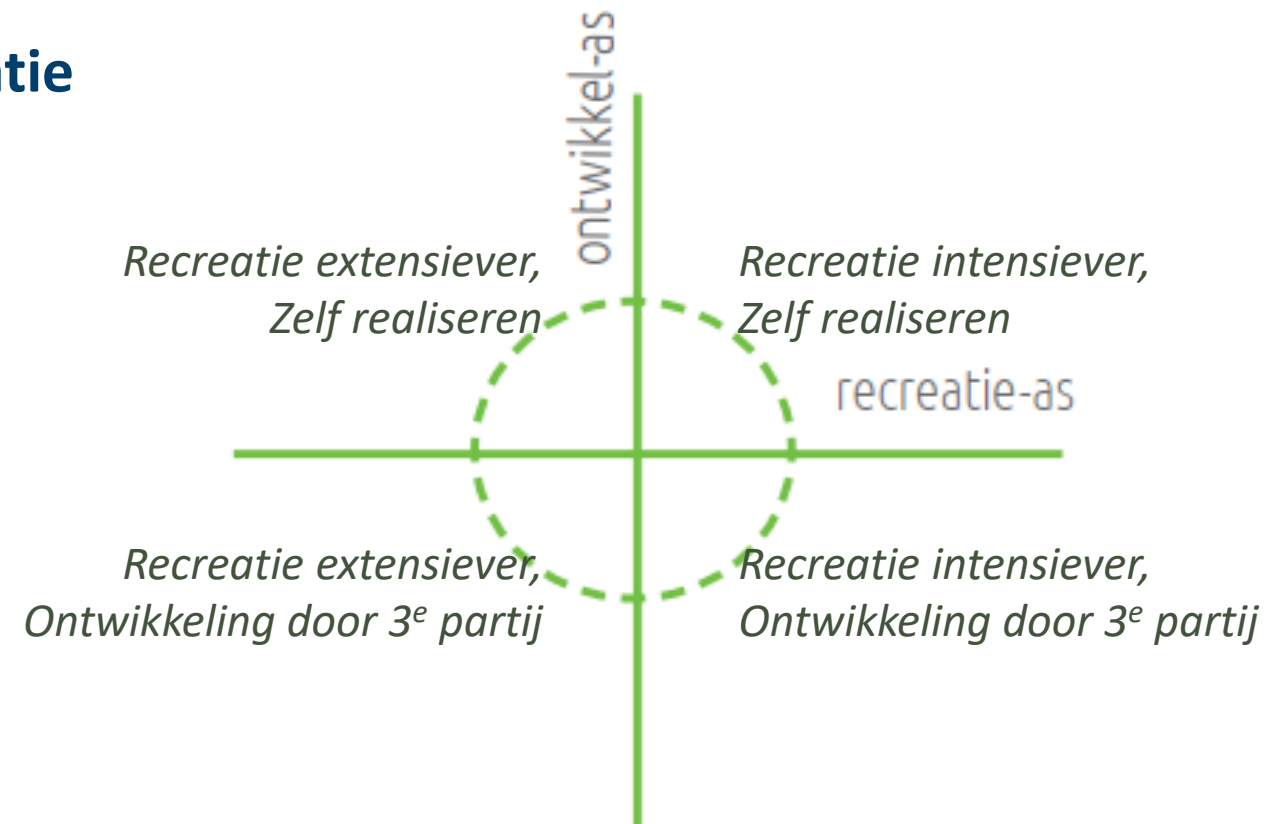 tie
ontwikkel-as
Recreatie extensiever,
Zelf realiseren
Recreatie intensiever,
Zelf realiseren
recreatie-as
Recreatie extensiever,
Ontwikkeling door 3e partij
Recreatie intensiever,
Ontwikkeling door 3e partij